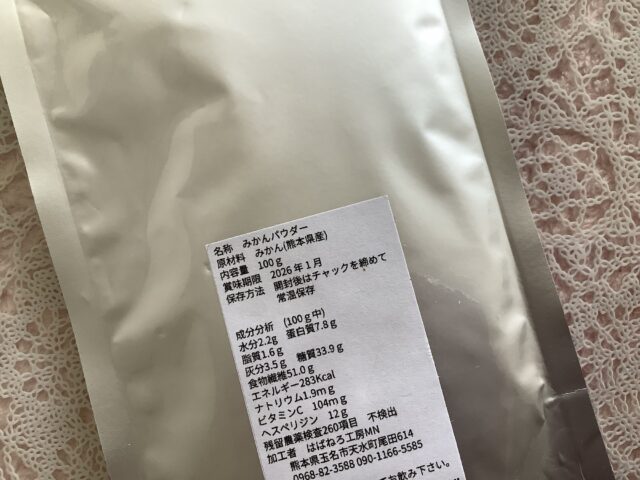 名称　みかんパウダー
原材料　みかん(熊本県産)
内容量　100ｇ
賞味期限　2026年1月
保存方法　開封後はチャックを締めて
常温保存
成分分析　(100ｇ中)
水分2.2g　蛋白質7.8ｇ
脂質1.6ｇ
灰分3.5ｇ　糖質33.9ｇ
食物繊維51.0ｇ
エネルギー283Kcal
ナトリウム1.9ｍｇ
ビタミンC　104ｍｇ
ヘスペリジン　12ｇ
残留農薬検査260項目　不検出
加工者　はばねろ工房MN
熊本県玉名市天水町尾田614
0968-82-3588 090-1166-5585
お飲み下さい。